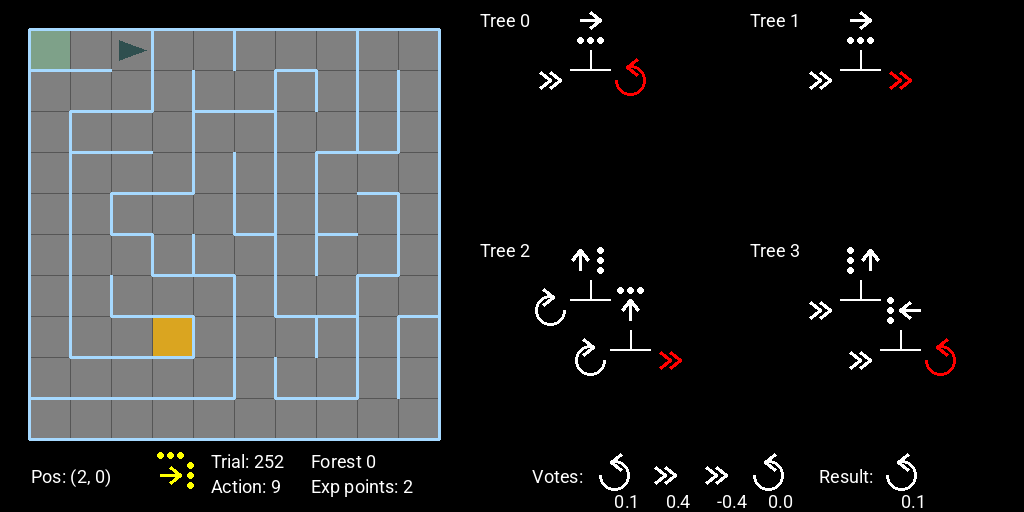 Tree 0
Tree 1
Tree 2
Tree 3
Pos: (2, 0)
Trial: 252
Forest 0
Action: 9
Exp points: 2
Votes:
Result:
0.1
0.4
-0.4
0.0
0.1